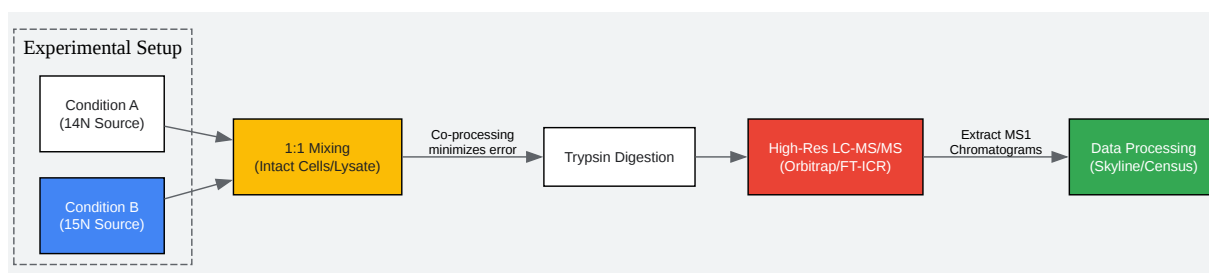 Experimental Setup
Condition A
(14N Source)
Condition B
(15N Source)
1:1 Mixing
(Intact Cells/Lysate)
Co-processing
minimizes error
Trypsin Digestion
High-Res LC-MS/MS
(Orbitrap/FT-ICR)
Extract MS1
Chromatograms
Data Processing
(Skyline/Census)